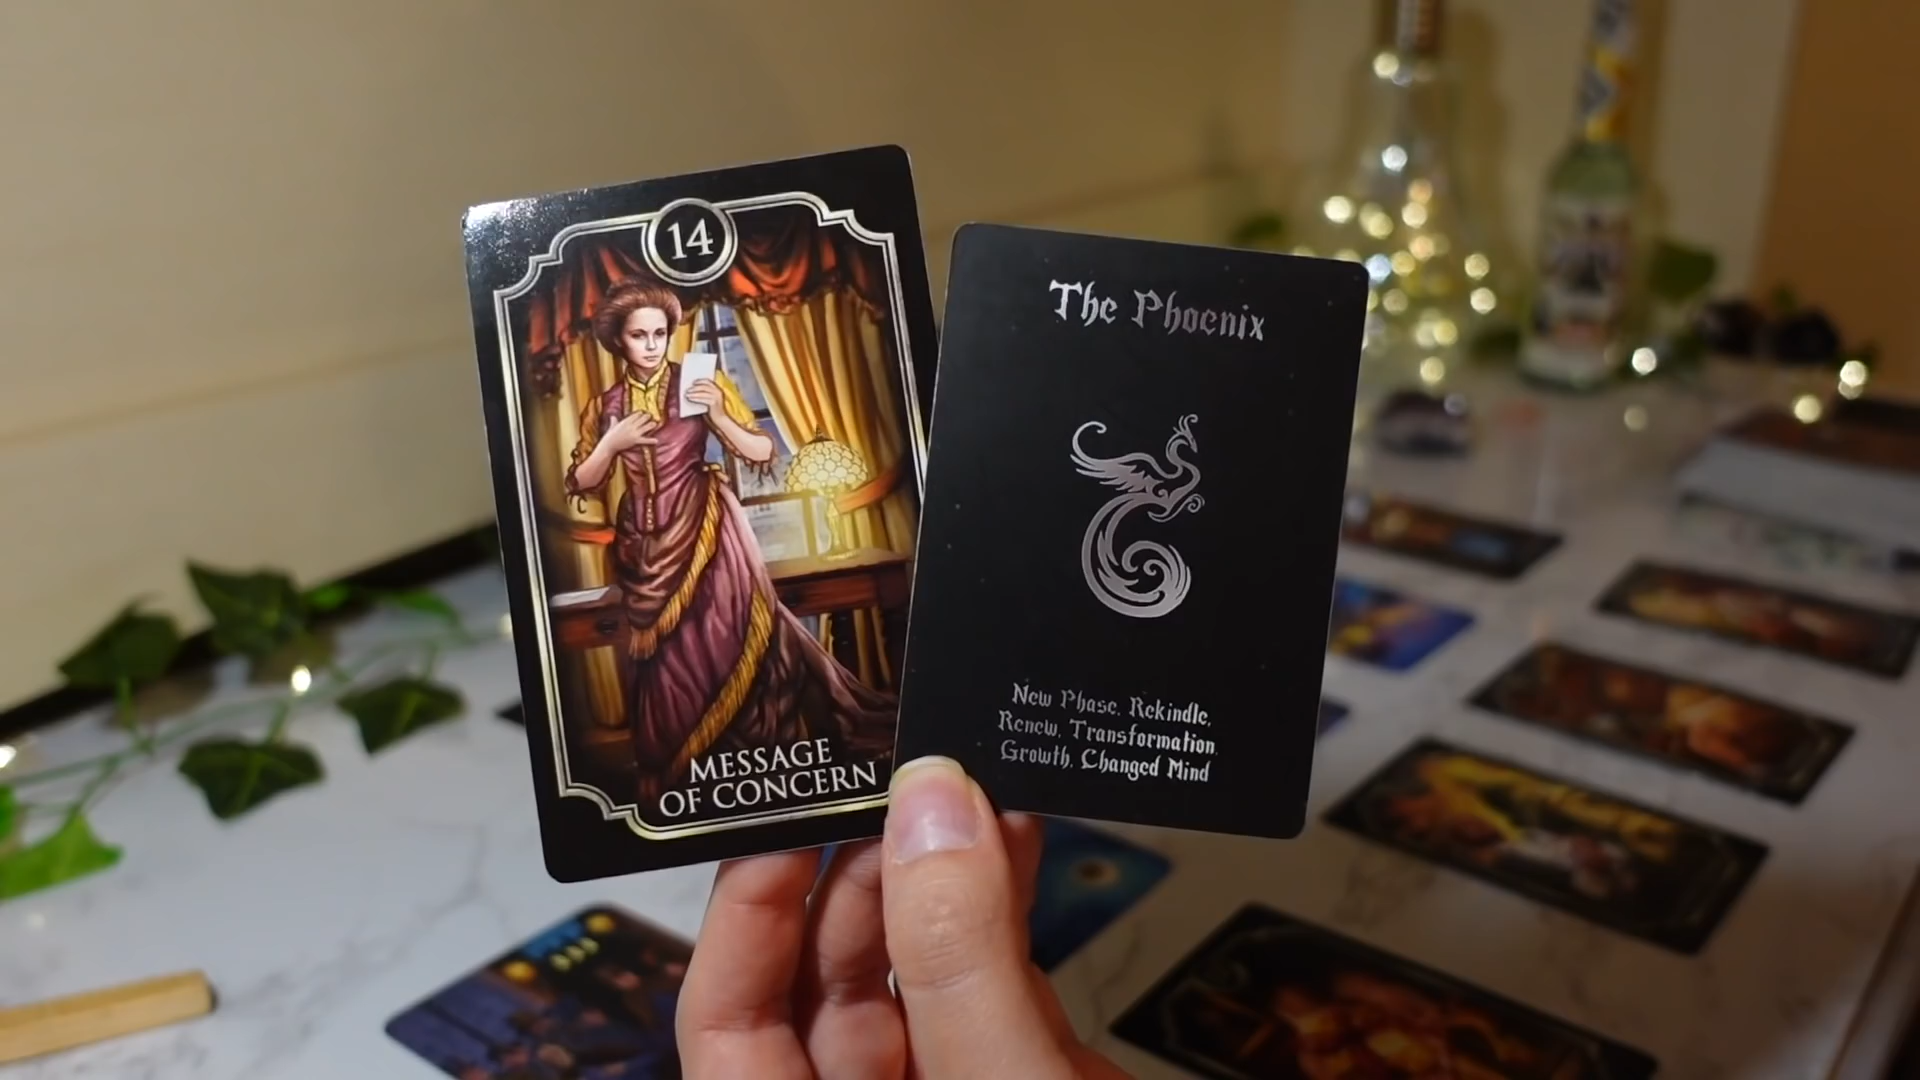 14
MESSAGE
OF CONCERN
The Phoenix
New Phase, Rekindle,
Renew, Transformation,
Growth, Changed Mind